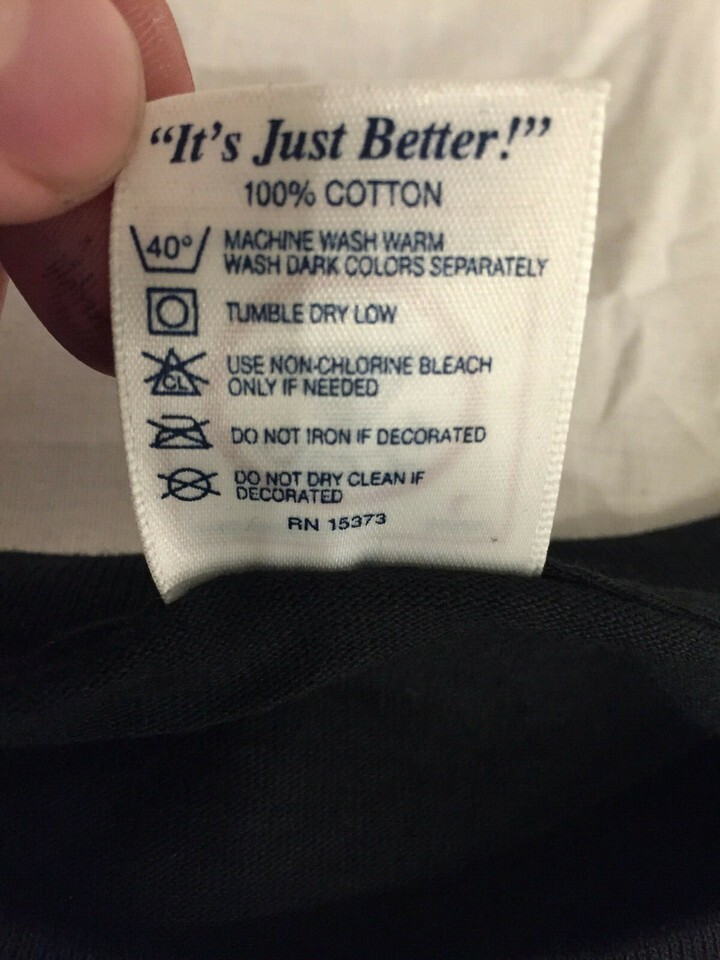 “It’s Just Better!”
100% COTTON
40°
MACHINE WASH WARM
WASH DARK COLORS SEPARATELY
TUMBLE DRY LOW
CL
USE NON-CHLORINE BLEACH
ONLY IF NEEDED
DO NOT IRON IF DECORATED
DO NOT DRY CLEAN IF
DECORATED
RN 15373